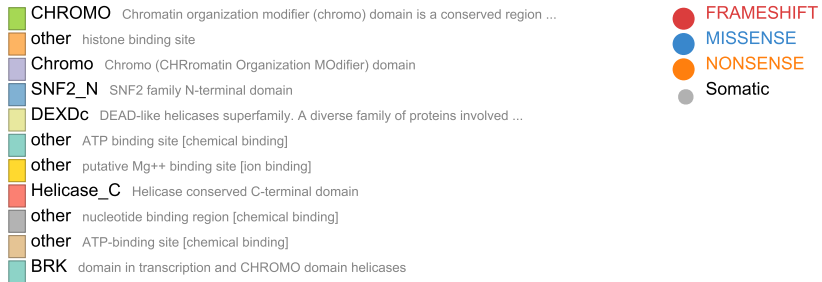 CHROMO Chromatin organization modifier (chromo) domain is a conserved region ...
other histone binding site
Chromo Chromo (CHRromatin Organization MOdifier) domain
SNF2_N SNF2 family N-terminal domain
DEXDc DEAD-like helicases superfamily. A diverse family of proteins involved ...
other ATP binding site [chemical binding]
other putative Mg++ binding site [ion binding]
Helicase_C Helicase conserved C-terminal domain
other nucleotide binding region [chemical binding]
other ATP-binding site [chemical binding]
BRK domain in transcription and CHROMO domain helicases
FRAMESHIFT
MISSENSE
NONSENSE
Somatic